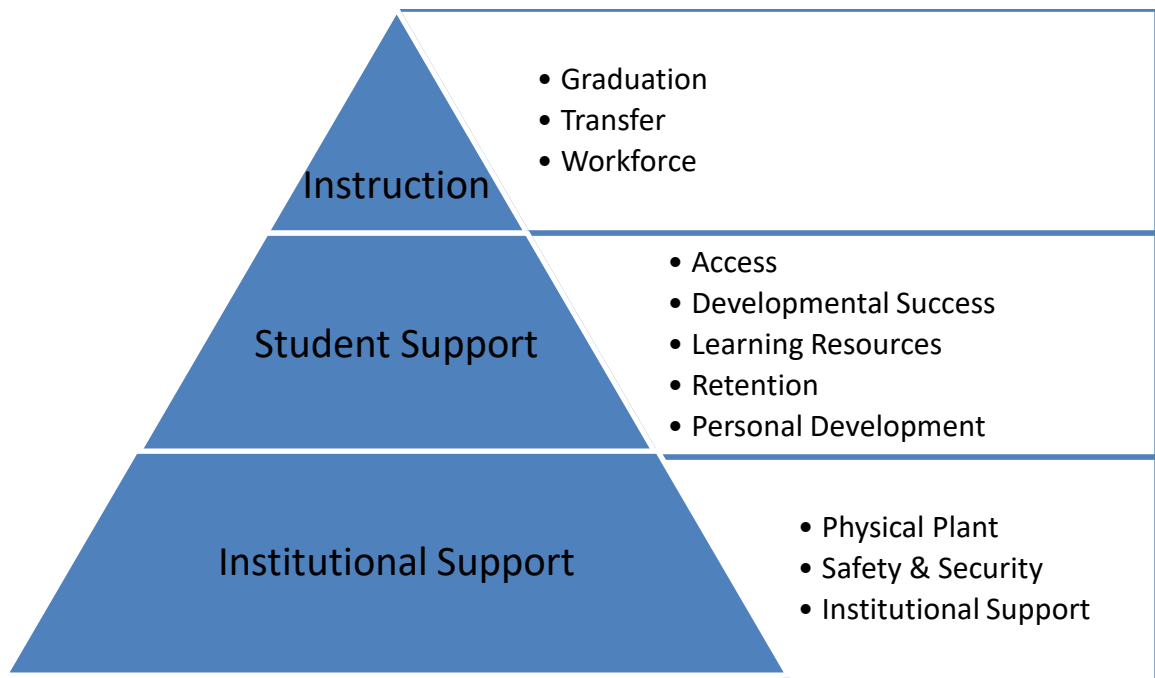 Instruction
• Graduation
• Transfer
• Workforce
Student Support
• Access
• Developmental Success
• Learning Resources
• Retention
• Personal Development
Institutional Support
• Physical Plant
• Safety & Security
• Institutional Support